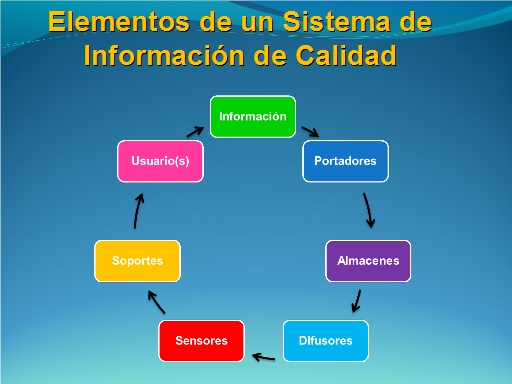 Elementos de un Sistema de
Información de Calidad
Información
Portadores
Almacenes
Difusores
Sensores
Soportes
Usuario(s)